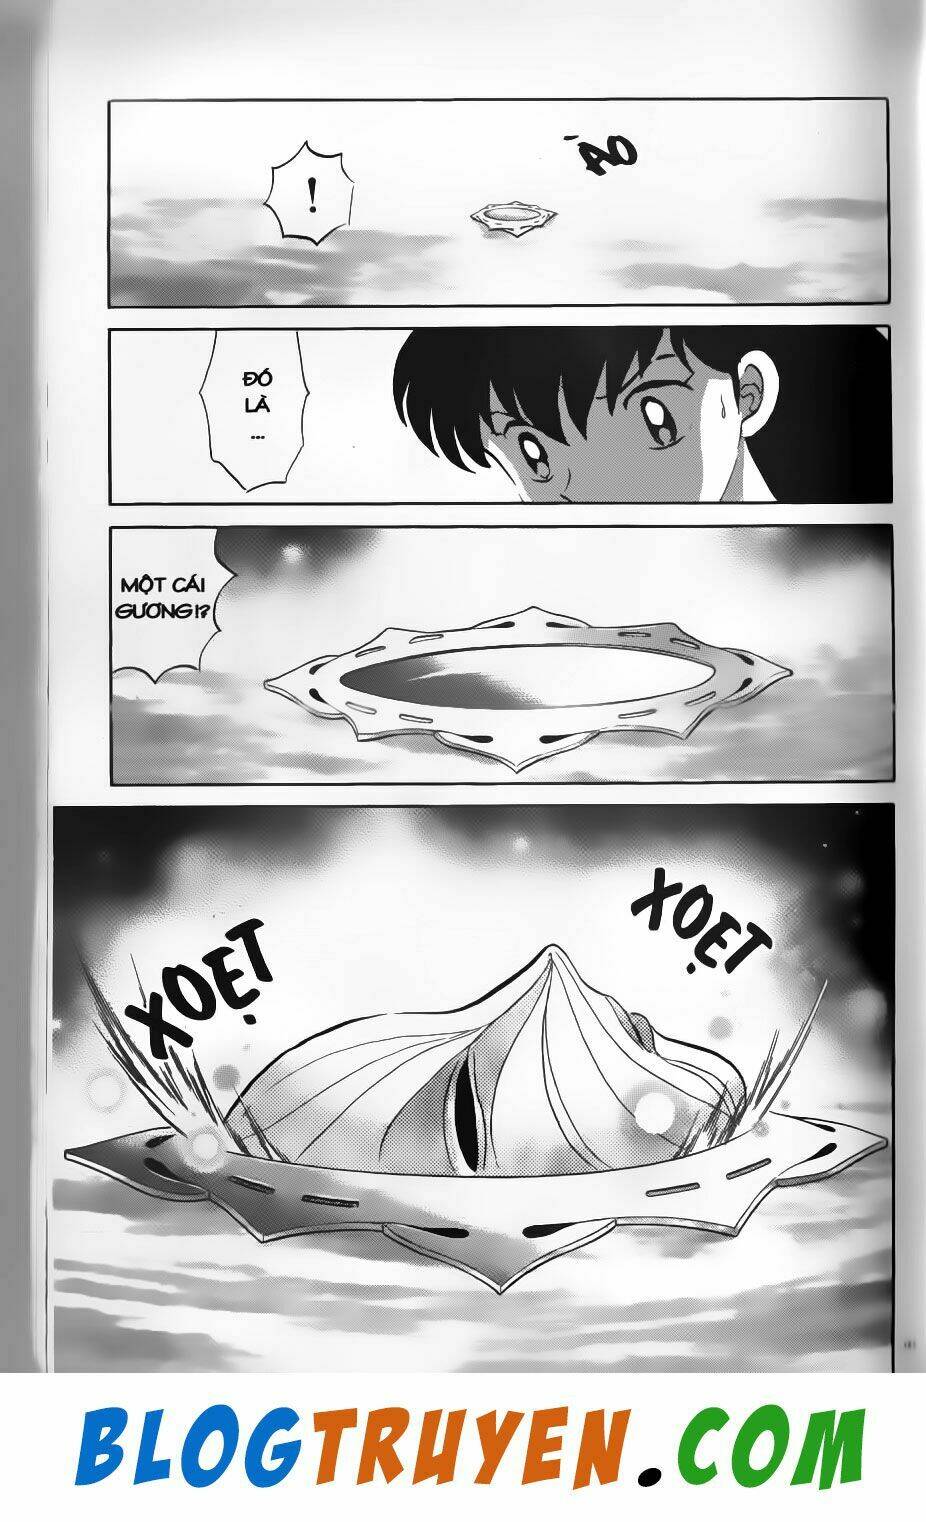 !
ÀO
ĐÓ
LÀ
...
MỘT CÁI
GƯƠNG!?
XOẸT
XOẸT
BLOGTRUYEN.COM